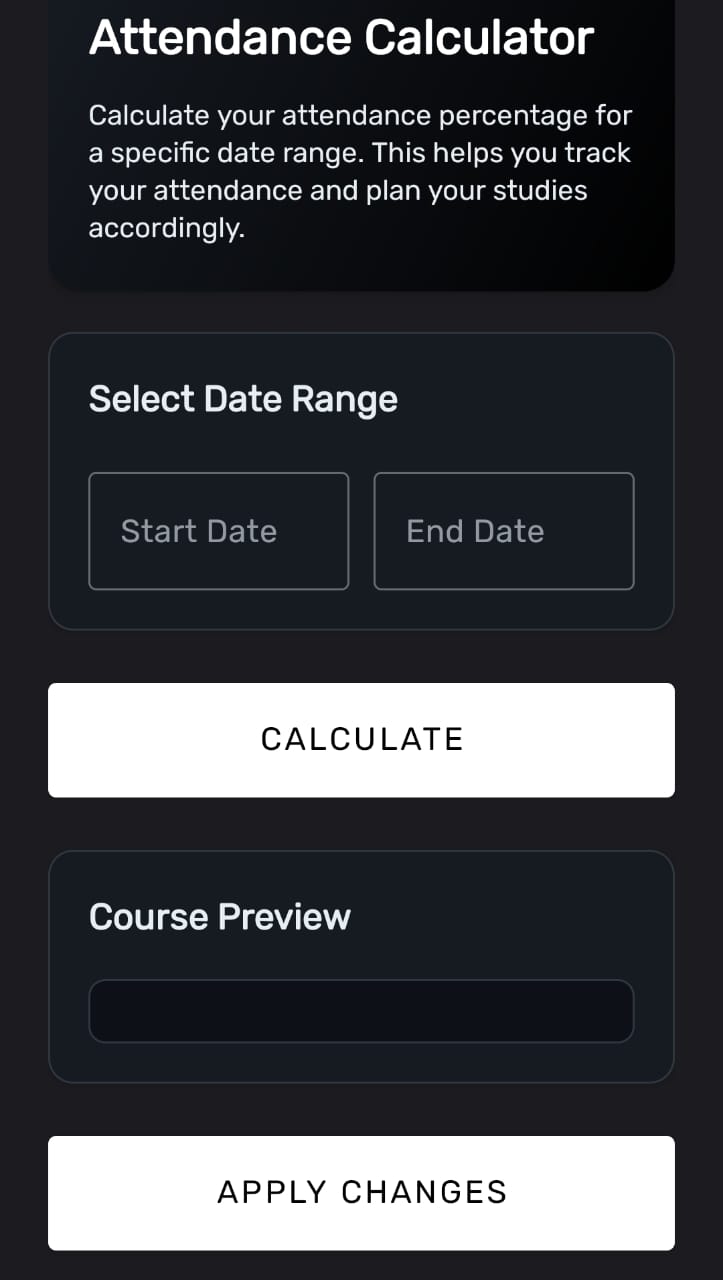 Attendance Calculator
Calculate your attendance percentage for
a specific date range. This helps you track
your attendance and plan your studies
accordingly.
Select Date Range
Start Date
End Date
CALCULATE
Course Preview
APPLY CHANGES